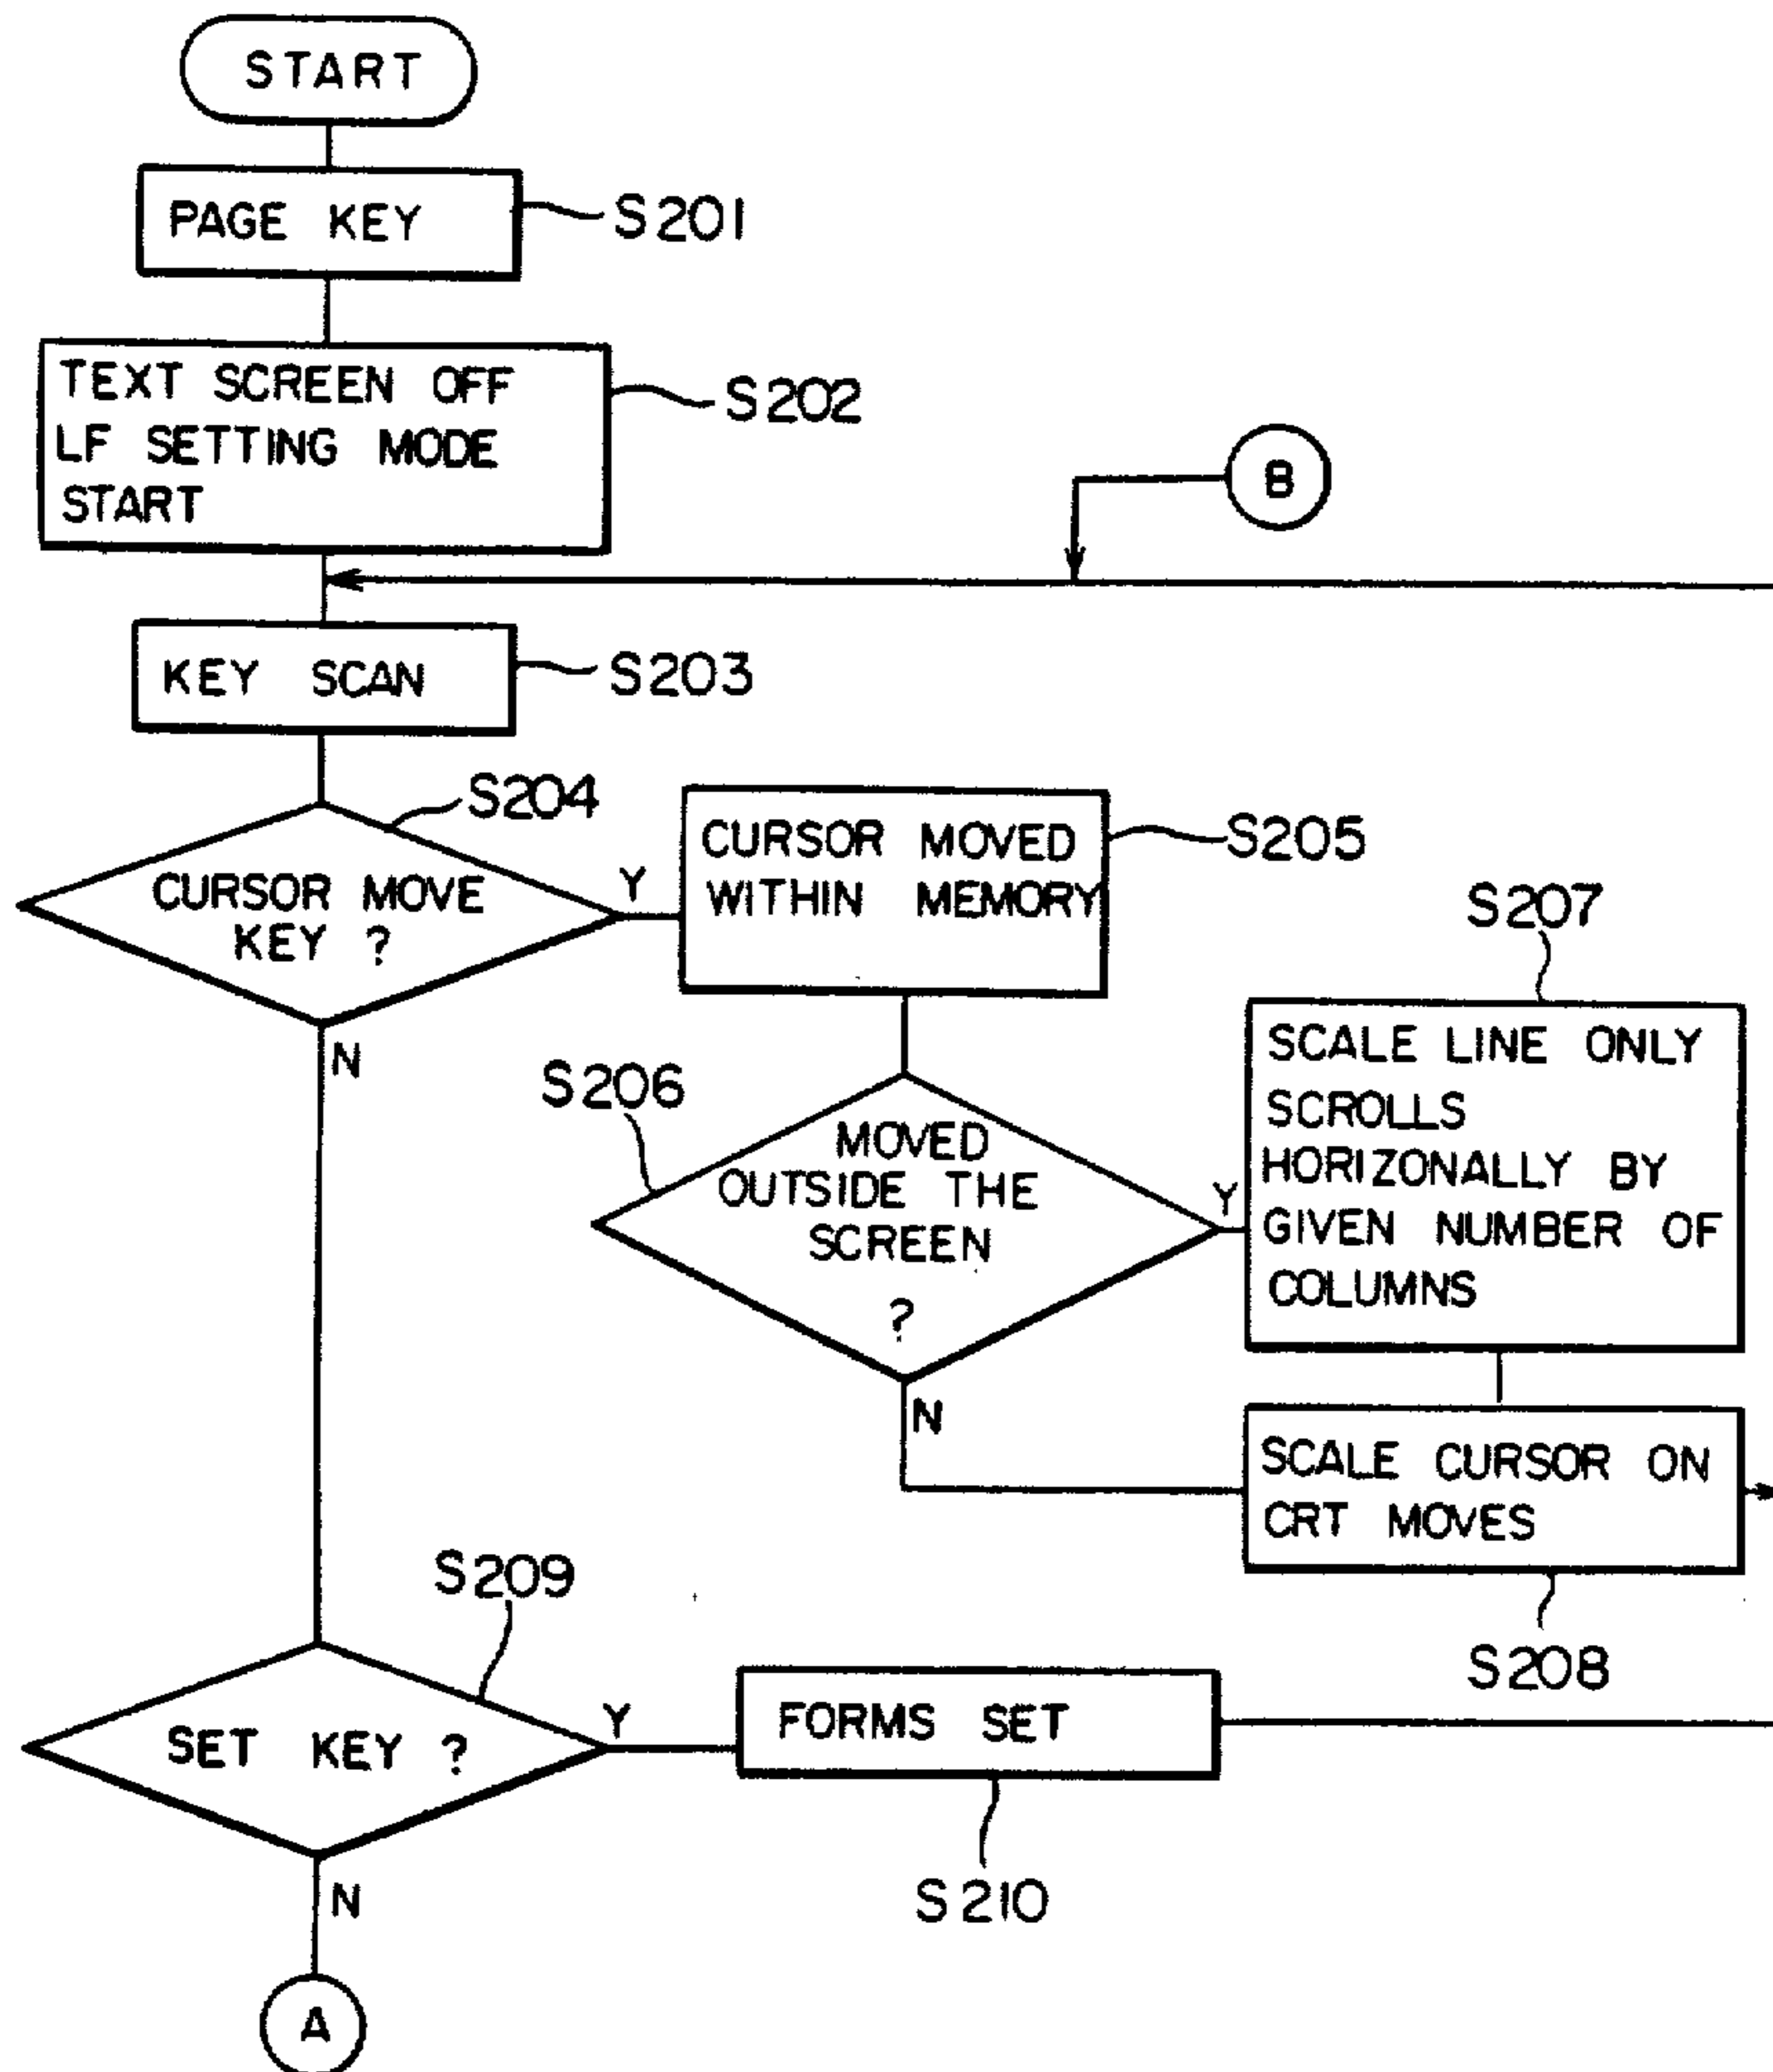 START
PAGE KEY
S201
TEXT SCREEN OFF
LF SETTING MODE
START
S202
B
KEY SCAN
S203
S204
CURSOR MOVE
KEY ?
Y
N
CURSOR MOVED
WITHIN MEMORY
S205
S206
MOVED
OUTSIDE THE
SCREEN
?
Y
N
S207
SCALE LINE ONLY
SCROLLS
HORIZONALLY BY
GIVEN NUMBER OF
COLUMNS
SCALE CURSOR ON
CRT MOVES
S208
S209
SET KEY ?
Y
N
FORMS SET
S210
A